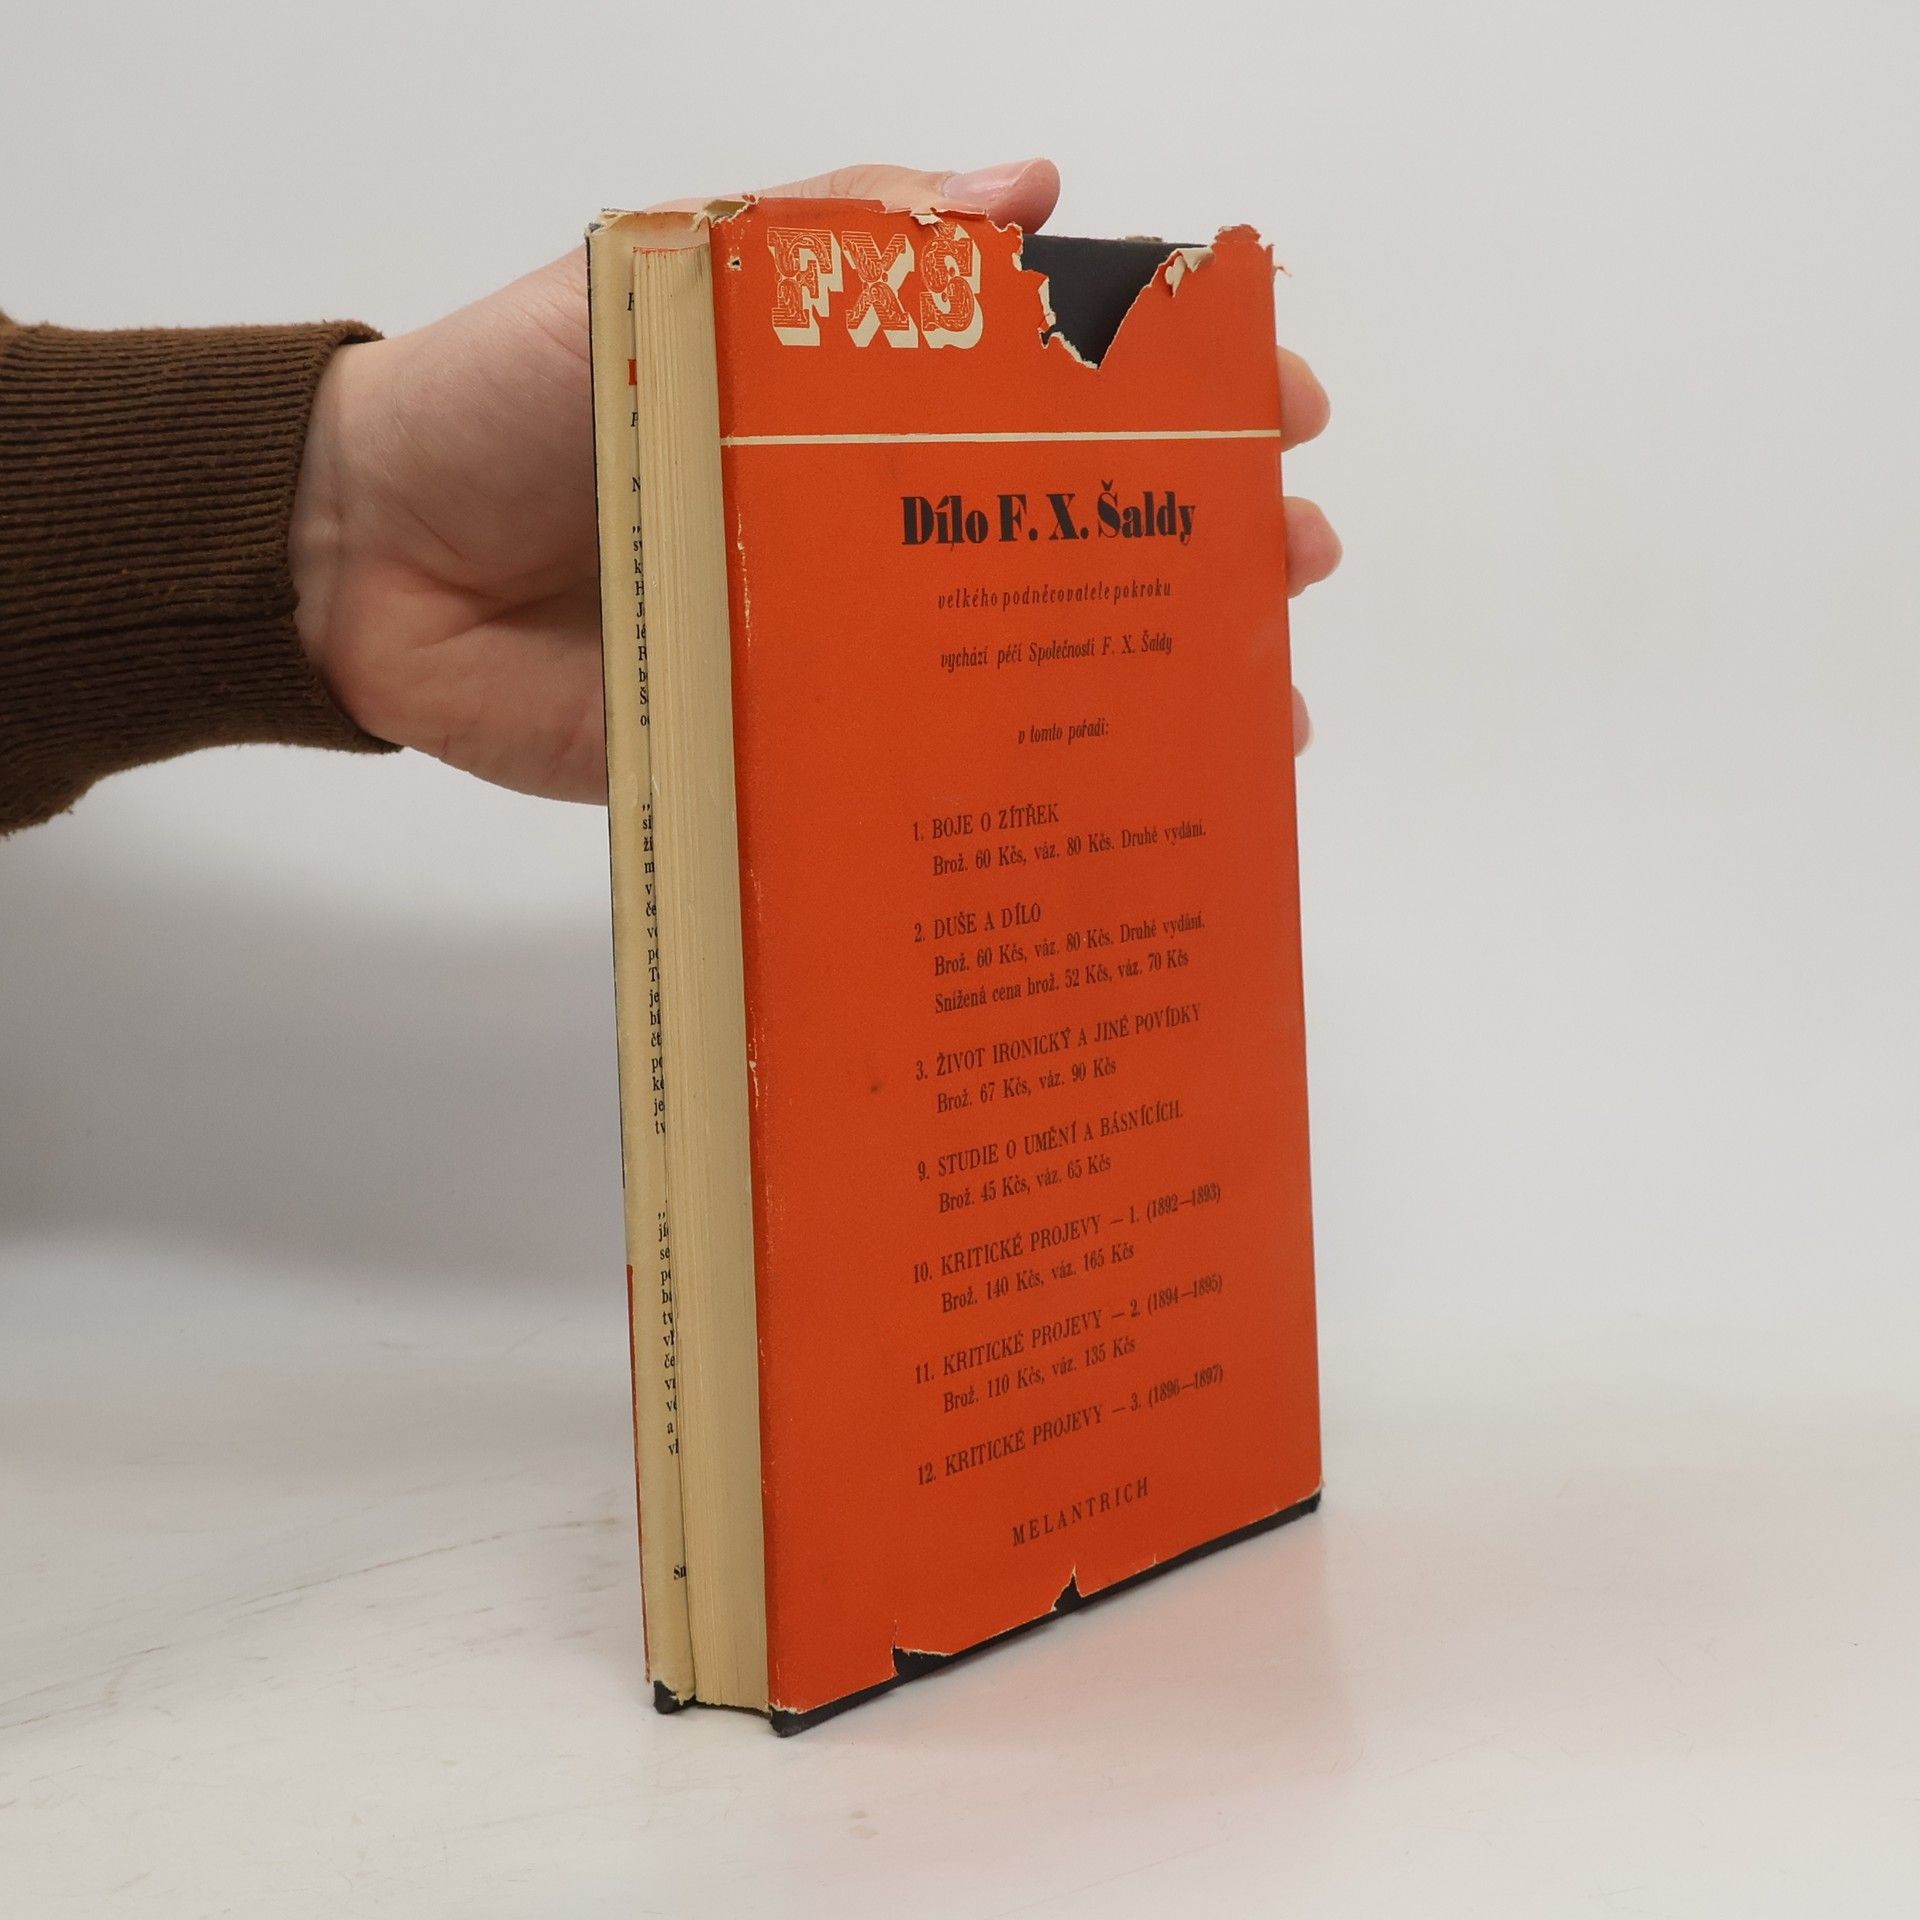 FXŠ
Dílo F. X. Šaldy
velkého podněcovatele pokroku
vychází péčí Společnosti F. X. Šaldy
v tomto pořadí:
1. BOJE O ZÍTŘEK
Brož. 60 Kčs, váz. 80 Kčs. Druhé vydání.
2. DUŠE A DÍLO
Brož. 60 Kčs, váz. 80 Kčs. Druhé vydání.
Snížená cena brož. 52 Kčs, váz. 70 Kčs
3. ŽIVOT IRONICKÝ A JINÉ POVÍDKY
Brož. 67 Kčs, váz. 90 Kčs
9. STUDIE O UMĚNÍ A BÁSNÍCÍCH.
Brož. 45 Kčs, váz. 65 Kčs
10. KRITICKÉ PROJEVY — 1. (1892—1893)
Brož. 140 Kčs, váz. 165 Kčs
11. KRITICKÉ PROJEVY — 2. (1894—1895)
Brož. 110 Kčs, váz. 135 Kčs
12. KRITICKÉ PROJEVY — 3. (1896—1897)
MELANTRICH